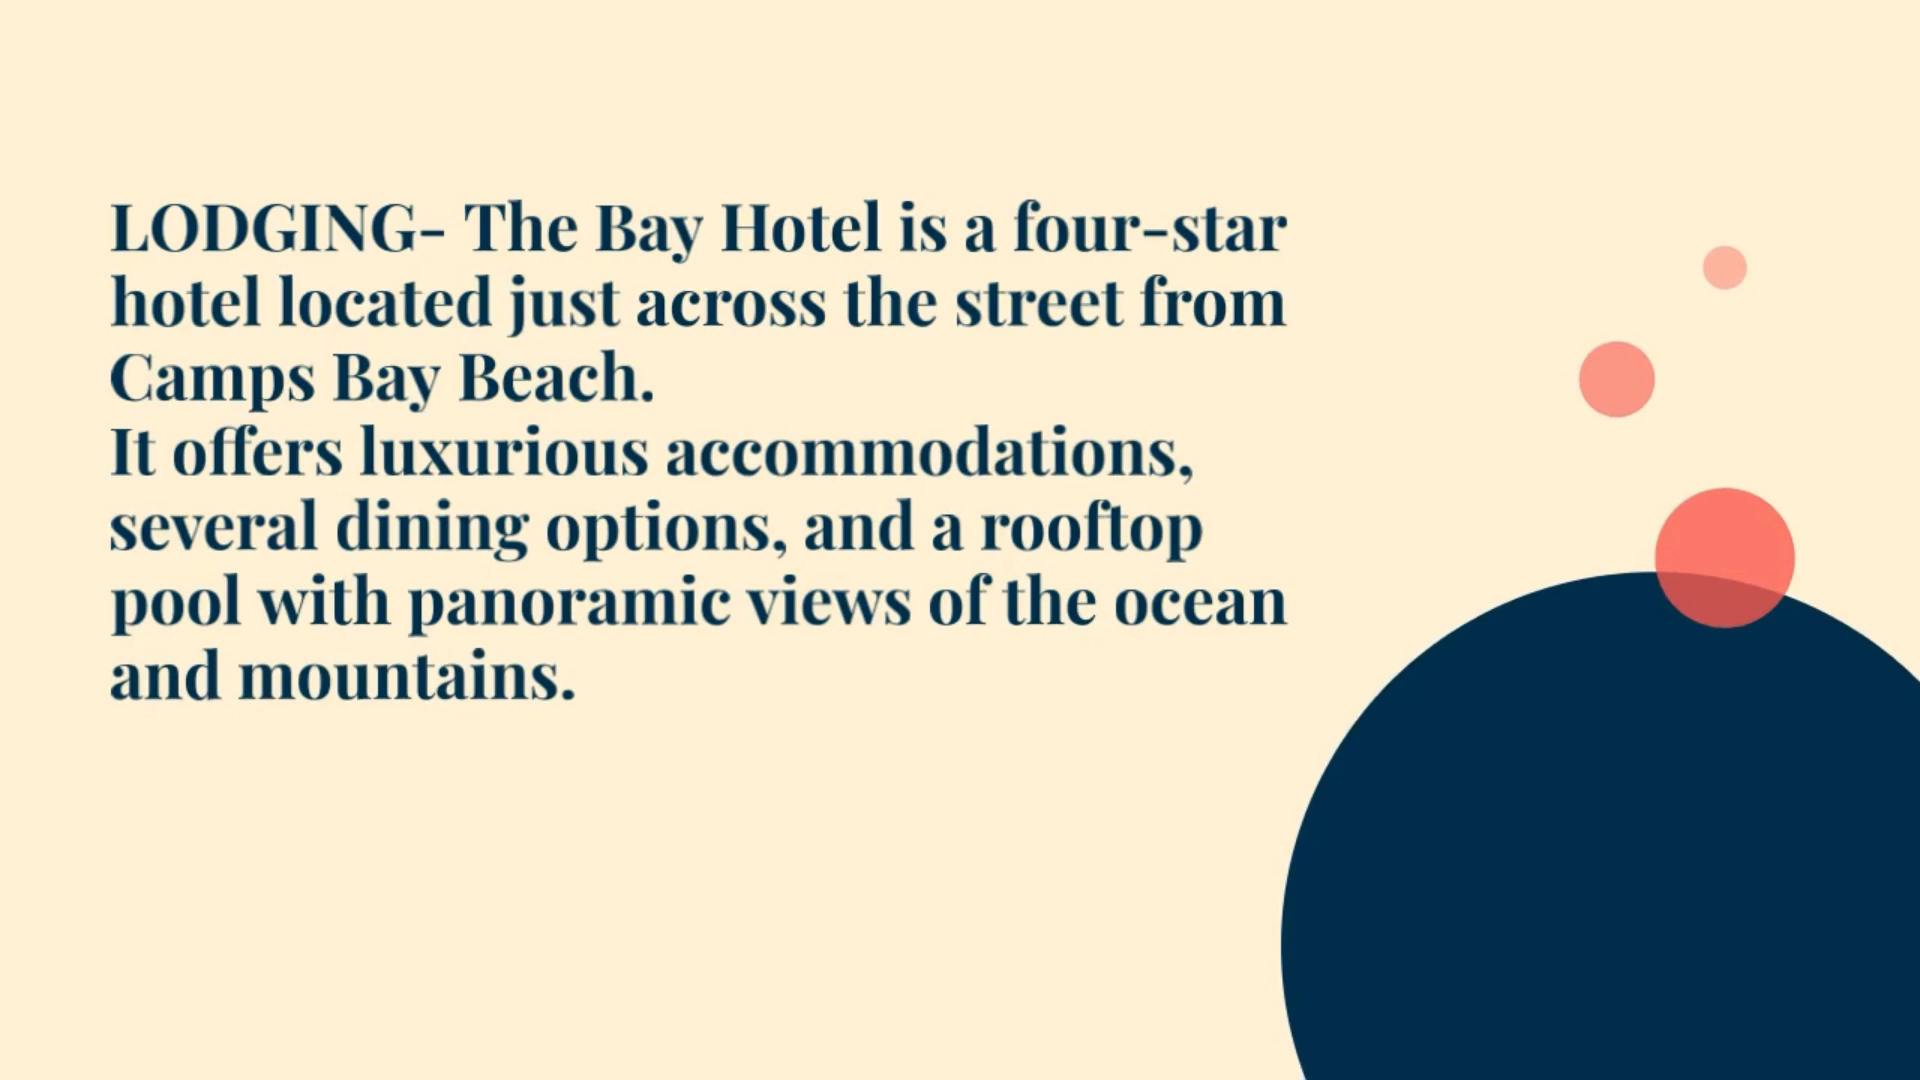 LODGING- The Bay Hotel is a four-star
hotel located just across the street from
Camps Bay Beach.
It offers luxurious accommodations,
several dining options, and a rooftop
pool with panoramic views of the ocean
and mountains.